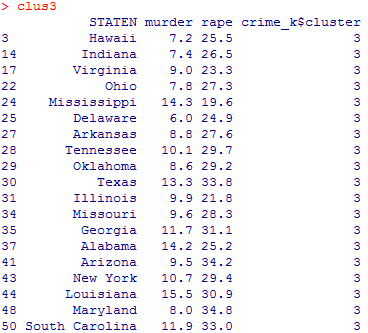 > clus3
STATEN murder rape crime_k$cluster
3 Hawaii 7.2 25.5 3
14 Indiana 7.4 26.5 3
17 Virginia 9.0 23.3 3
22 Ohio 7.8 27.3 3
24 Mississippi 14.3 19.6 3
25 Delaware 6.0 24.9 3
27 Arkansas 8.8 27.6 3
28 Tennessee 10.1 29.7 3
29 Oklahoma 8.6 29.2 3
30 Texas 13.3 33.8 3
31 Illinois 9.9 21.8 3
34 Missouri 9.6 28.3 3
35 Georgia 11.7 31.1 3
37 Alabama 14.2 25.2 3
41 Arizona 9.5 34.2 3
43 New York 10.7 29.4 3
44 Louisiana 15.5 30.9 3
48 Maryland 8.0 34.8 3
50 South Carolina 11.9 33.0 3